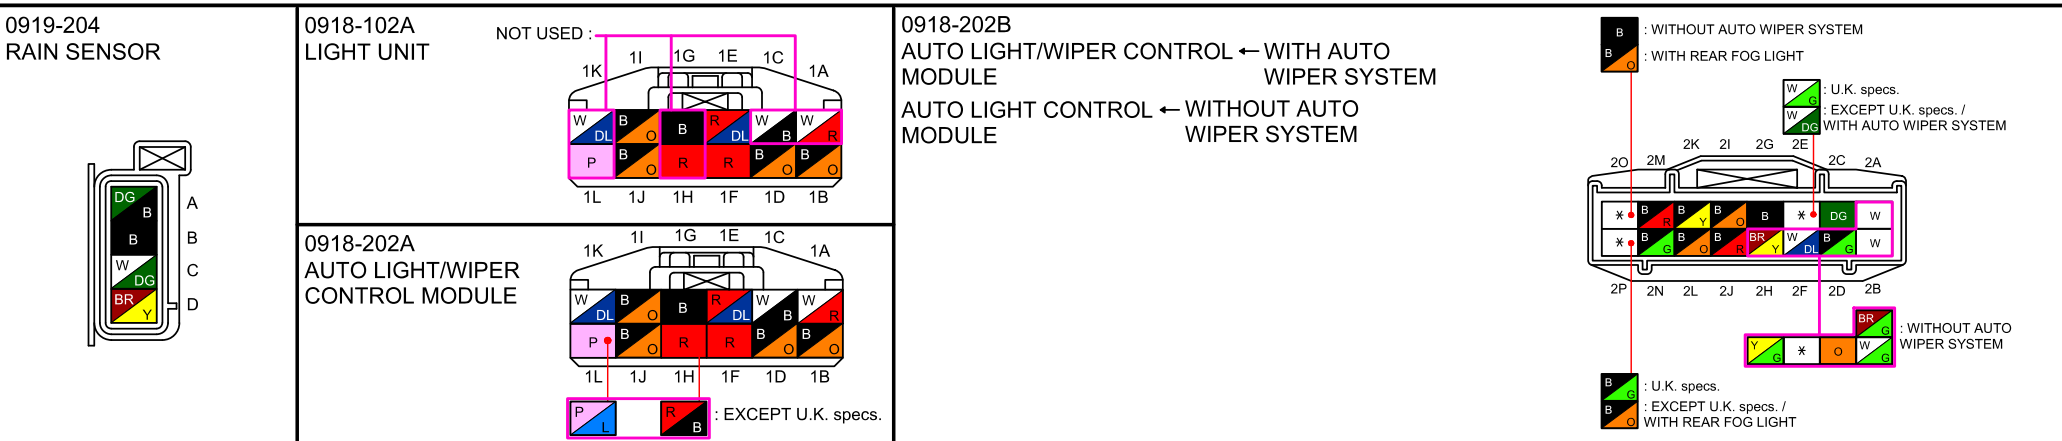 0919-204
RAIN SENSOR
DG
B
A
B
B
W
DG
C
BR
Y
D
0918-102A
LIGHT UNIT
NOT USED :
1K 1I 1G 1E 1C 1A
W DL B O B R DL W B W R
P B O R R B O B O
1L 1J 1H 1F 1D 1B
0918-202A
AUTO LIGHT/WIPER
CONTROL MODULE
1K 1I 1G 1E 1C 1A
W DL B O B R DL W B W R
P B O R R B O B O
1L 1J 1H 1F 1D 1B
P L R B : EXCEPT U.K. specs.
0918-202B
AUTO LIGHT/WIPER CONTROL ← WITH AUTO
MODULE WIPER SYSTEM
AUTO LIGHT CONTROL ← WITHOUT AUTO
MODULE WIPER SYSTEM
B : WITHOUT AUTO WIPER SYSTEM
B O : WITH REAR FOG LIGHT
W G : U.K. specs.
W DG : EXCEPT U.K. specs. /
WITH AUTO WIPER SYSTEM
2O 2M 2K 2I 2G 2E 2C 2A
* B R B Y B O B * DG W
* B G B O B R BR Y W DL B G W
2P 2N 2L 2J 2H 2F 2D 2B
BR G : WITHOUT AUTO
WIPER SYSTEM
Y G * O W G
B G : U.K. specs.
B O : EXCEPT U.K. specs. /
WITH REAR FOG LIGHT